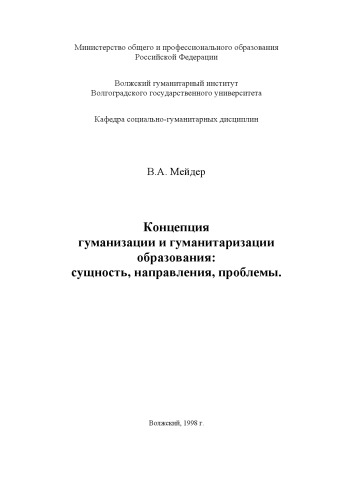 Министерство общего и профессионального образования
Российской Федерации
Волжский гуманитарный институт
Волгоградского государственного университета
Кафедра социально-гуманитарных дисциплин
В.А. Мейдер
Концепция
гуманизации и гуманитаризации
образования:
сущность, направления, проблемы.
Волжский, 1998 г.